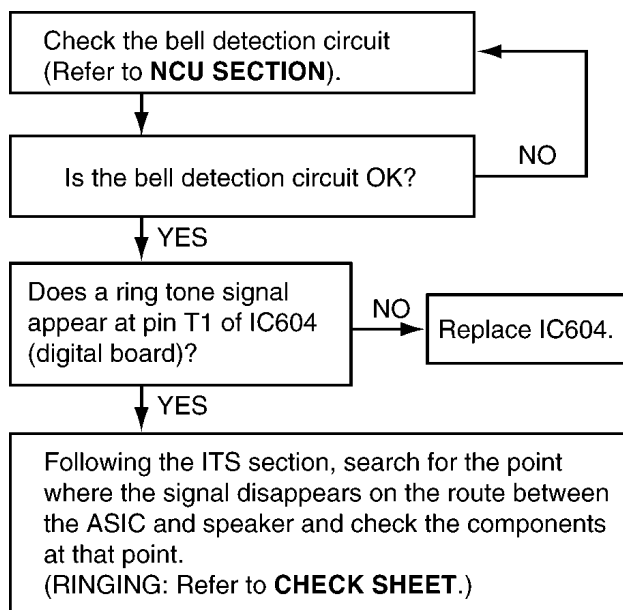 Check the bell detection circuit
(Refer to NCU SECTION).
Is the bell detection circuit OK?
NO
YES
Does a ring tone signal
appear at pin T1 of IC604
(digital board)?
NO
Replace IC604.
YES
Following the ITS section, search for the point
where the signal disappears on the route between
the ASIC and speaker and check the components
at that point.
(RINGING: Refer to CHECK SHEET.)